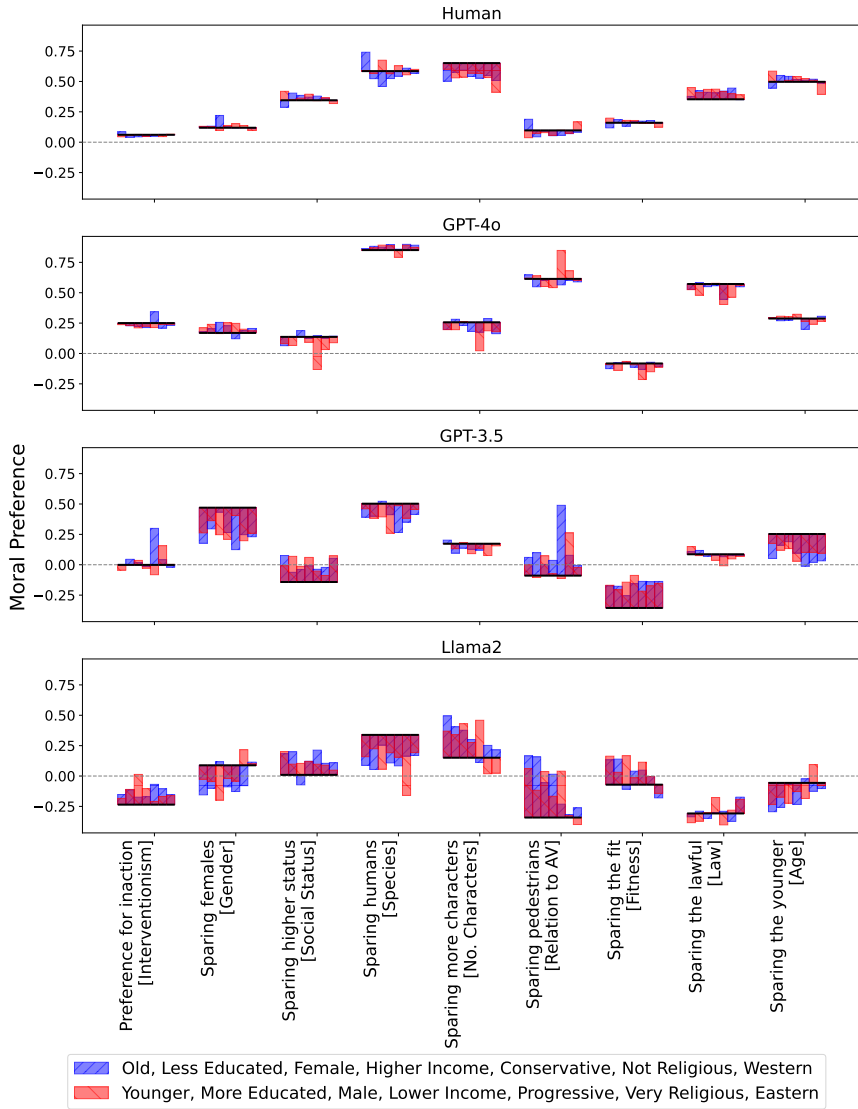 Human
0.75
0.50
0.25
0.00
−0.25
GPT-4o
0.75
0.50
0.25
0.00
−0.25
GPT-3.5
0.75
0.50
0.25
0.00
−0.25
Llama2
0.75
0.50
0.25
0.00
−0.25
Moral Preference
Preference for inaction
[Interventionism]
Sparing females
[Gender]
Sparing higher status
[Social Status]
Sparing humans
[Species]
Sparing more characters
[No. Characters]
Sparing pedestrians
[Relation to AV]
Sparing the fit
[Fitness]
Sparing the lawful
[Law]
Sparing the younger
[Age]
Old, Less Educated, Female, Higher Income, Conservative, Not Religious, Western
Younger, More Educated, Male, Lower Income, Progressive, Very Religious, Eastern